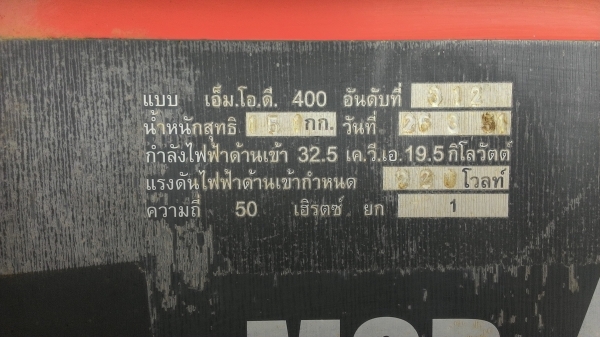 แบบ เอ็ม.โอ.ดี. 400 อันดับที่ 312
น้ำหนักสุทธิ กก. วันที่
กำลังไฟฟ้าด้านเข้า 32.5 เค.วี.เอ.19.5 กิโลวัตต์
แรงดันไฟฟ้าด้านเข้ากำหนด 220 โวลท์
ความถี่ 50 เฮิรตซ์ ยก 1